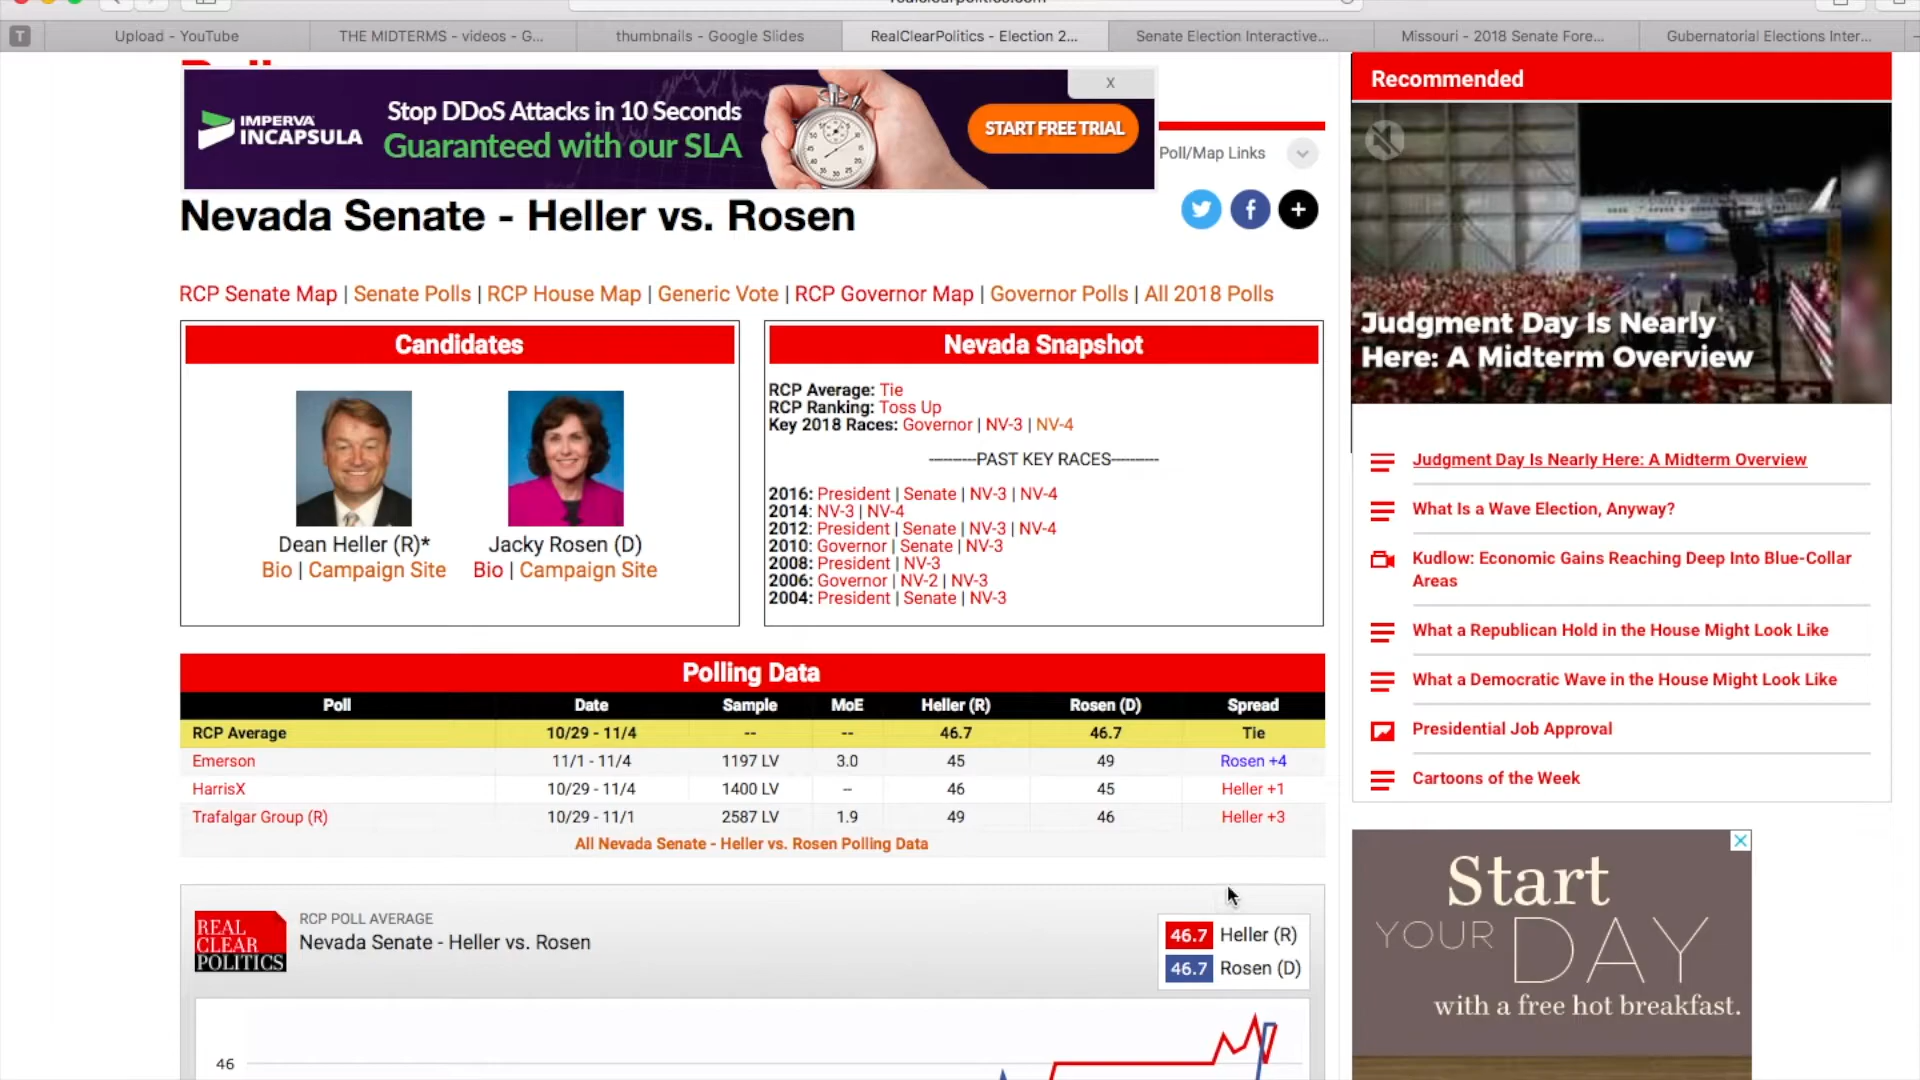 T
Upload - YouTube
THE MIDTERMS - videos - G...
thumbnails - Google Slides
RealClearPolitics - Election 2...
Senate Election Interactive...
Missouri - 2018 Senate Fore...
Gubernatorial Elections Inter...
IMPERVA
INCAPSULA
Stop DDoS Attacks in 10 Seconds
Guaranteed with our SLA
START FREE TRIAL
X
Poll/Map Links
Nevada Senate - Heller vs. Rosen
RCP Senate Map | Senate Polls | RCP House Map | Generic Vote | RCP Governor Map | Governor Polls | All 2018 Polls
Candidates
Dean Heller (R)*
Bio | Campaign Site
Jacky Rosen (D)
Bio | Campaign Site
Nevada Snapshot
RCP Average: Tie
RCP Ranking: Toss Up
Key 2018 Races: Governor | NV-3 | NV-4
----------PAST KEY RACES----------
2016: President | Senate | NV-3 | NV-4
2014: NV-3 | NV-4
2012: President | Senate | NV-3 | NV-4
2010: Governor | Senate | NV-3
2008: President | NV-3
2006: Governor | NV-2 | NV-3
2004: President | Senate | NV-3
Polling Data
Poll Date Sample MoE Heller (R) Rosen (D) Spread
RCP Average 10/29 - 11/4 -- -- 46.7 46.7 Tie
Emerson 11/1 - 11/4 1197 LV 3.0 45 49 Rosen +4
HarrisX 10/29 - 11/4 1400 LV -- 46 45 Heller +1
Trafalgar Group (R) 10/29 - 11/1 2587 LV 1.9 49 46 Heller +3
All Nevada Senate - Heller vs. Rosen Polling Data
REAL
CLEAR
POLITICS
RCP POLL AVERAGE
Nevada Senate - Heller vs. Rosen
46.7 Heller (R)
46.7 Rosen (D)
46
Recommended
Judgment Day Is Nearly
Here: A Midterm Overview
Judgment Day Is Nearly Here: A Midterm Overview
What Is a Wave Election, Anyway?
Kudlow: Economic Gains Reaching Deep Into Blue-Collar
Areas
What a Republican Hold in the House Might Look Like
What a Democratic Wave in the House Might Look Like
Presidential Job Approval
Cartoons of the Week
Start
YOUR DAY
with a free hot breakfast.